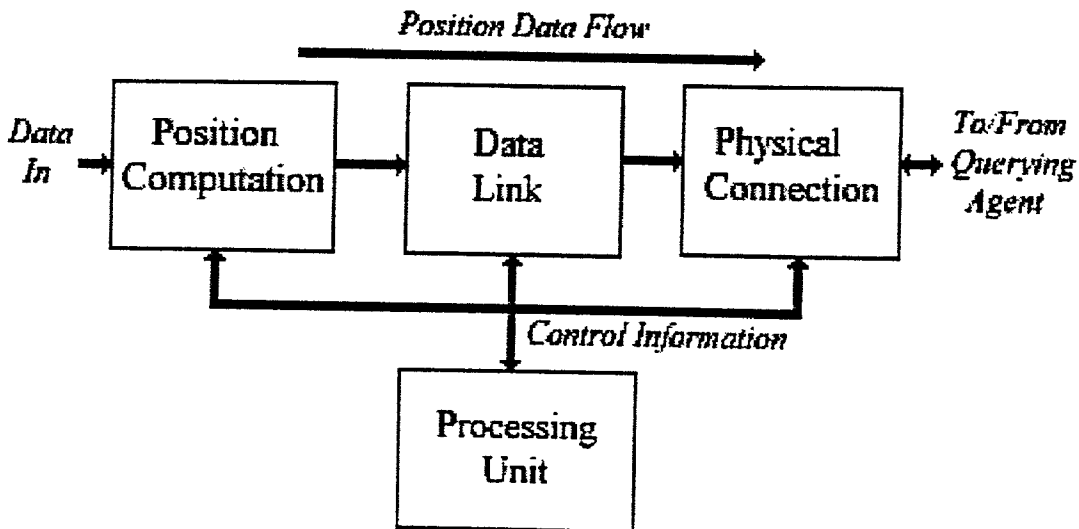 Position Data Flow
Data
In
Position
Computation
Data
Link
Physical
Connection
To/From
Querying
Agent
Control Information
Processing
Unit